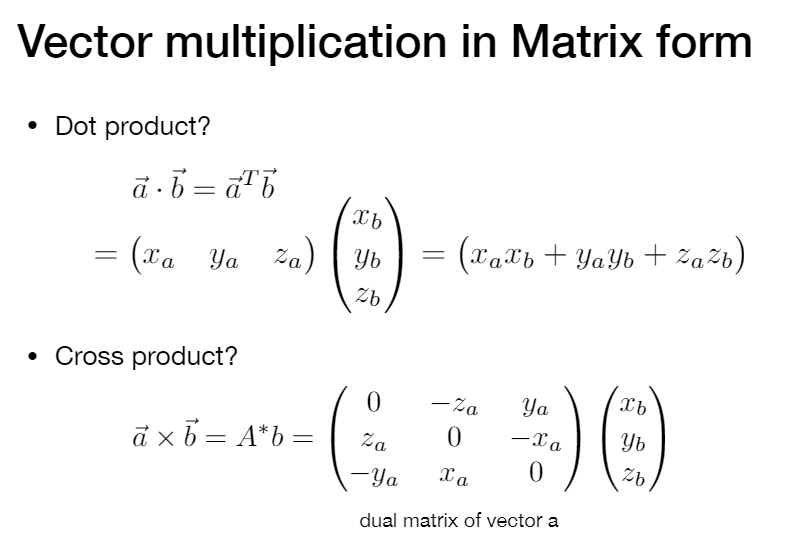 Vector multiplication in Matrix form
• Dot product?
$\vec{a} \cdot \vec{b} = \vec{a}^T \vec{b}$
$= \begin{pmatrix} x_a & y_a & z_a \end{pmatrix} \begin{pmatrix} x_b \\ y_b \\ z_b \end{pmatrix} = \begin{pmatrix} x_a x_b + y_a y_b + z_a z_b \end{pmatrix}$
• Cross product?
$\vec{a} \times \vec{b} = A^* b = \begin{pmatrix} 0 & -z_a & y_a \\ z_a & 0 & -x_a \\ -y_a & x_a & 0 \end{pmatrix} \begin{pmatrix} x_b \\ y_b \\ z_b \end{pmatrix}$
dual matrix of vector a